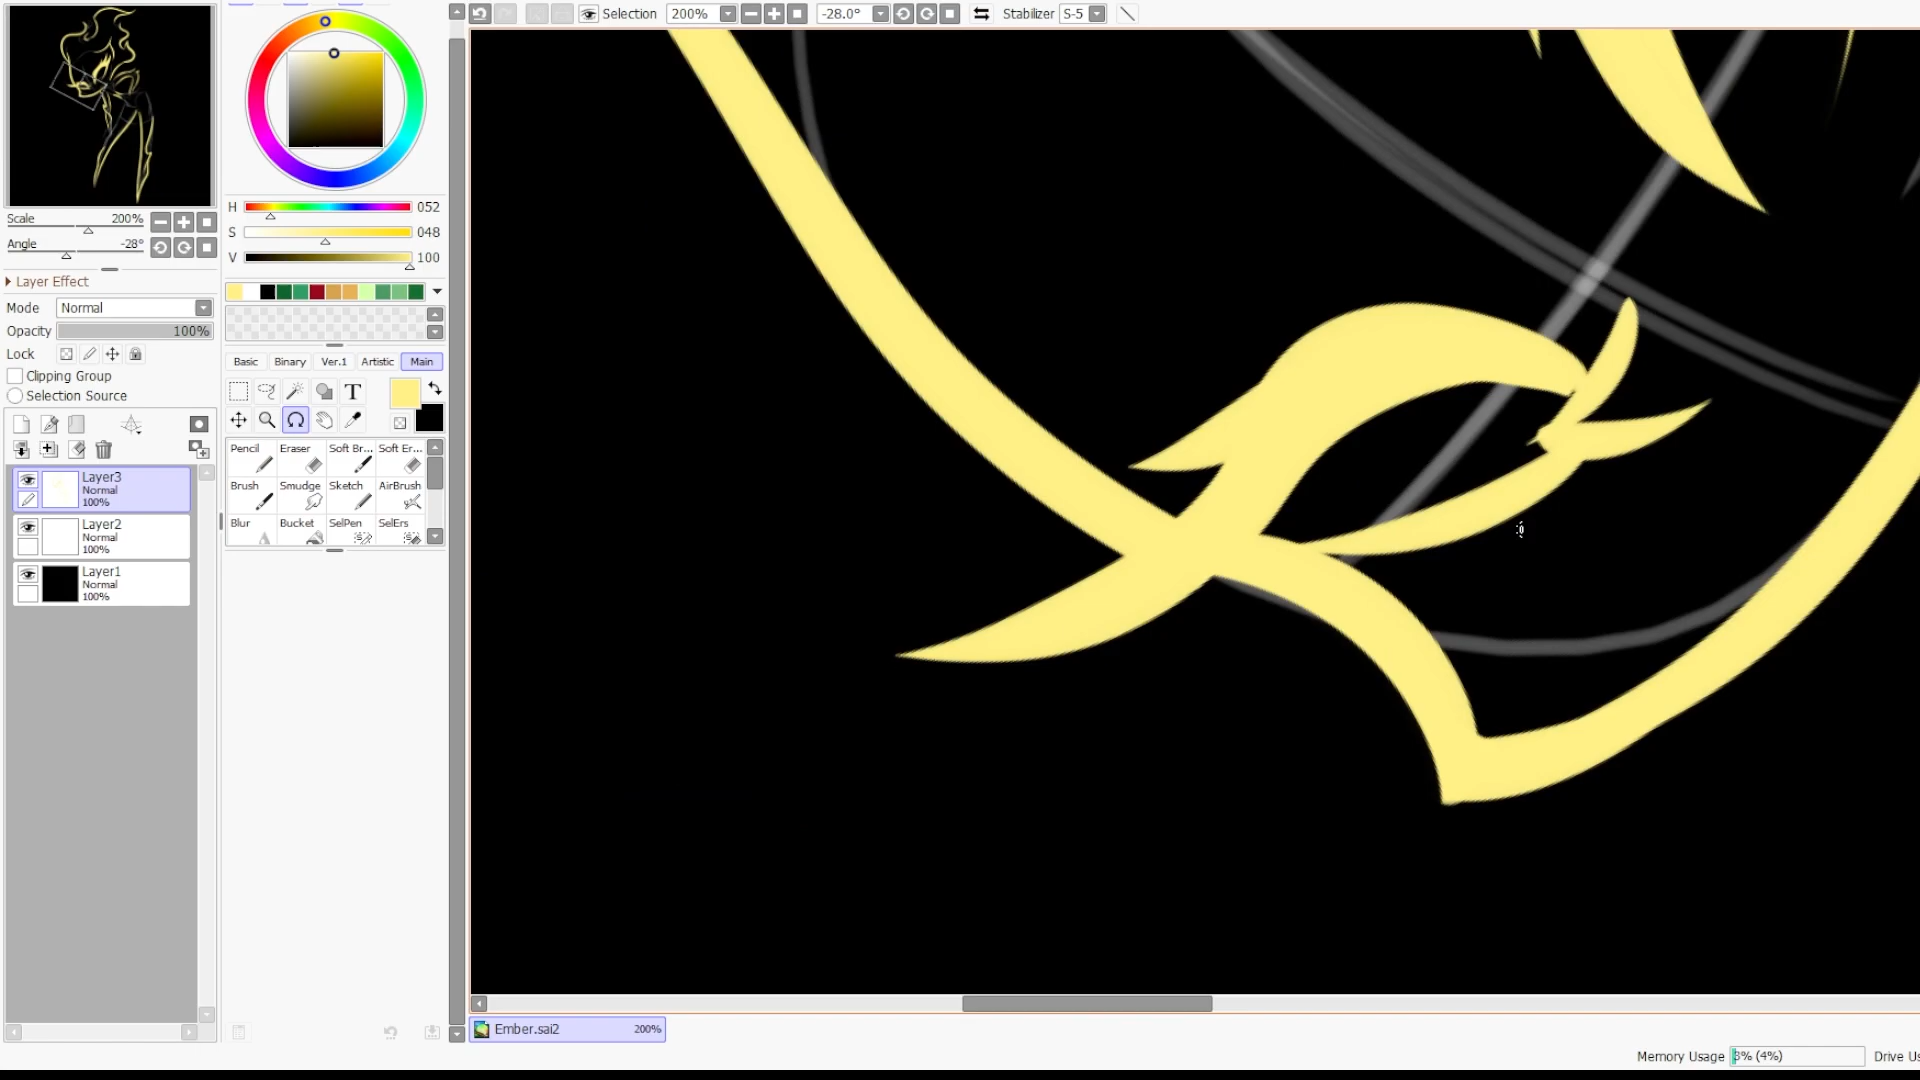 Selection 200% -28.0° Stabilizer S-5
Scale 200%
Angle -28°
Layer Effect
Mode Normal
Opacity 100%
Lock
Clipping Group
Selection Source
Layer3
Normal
100%
Layer2
Normal
100%
Layer1
Normal
100%
H 052
S 048
V 100
Basic Binary Ver.1 Artistic Main
T
Pencil Eraser Soft Br... Soft Er...
Brush Smudge Sketch AirBrush
Blur Bucket SelPen SelErs
Ember.sai2 200%
Memory Usage 3% (4%) Drive Us